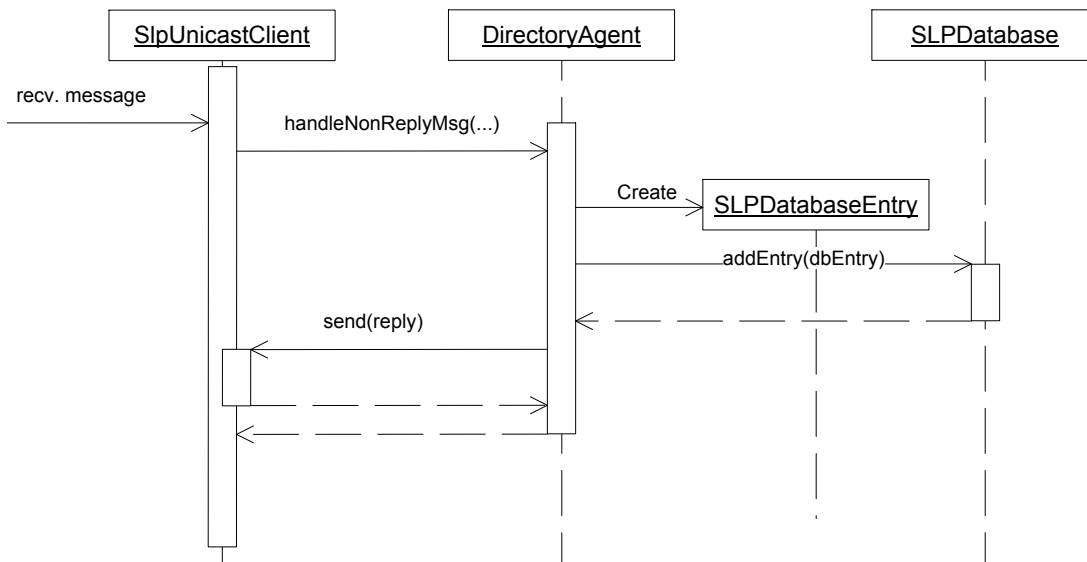 SlpUnicastClient
DirectoryAgent
SLPDatabase
recv. message
handleNonReplyMsg(...)
Create
SLPDatabaseEntry
addEntry(dbEntry)
send(reply)